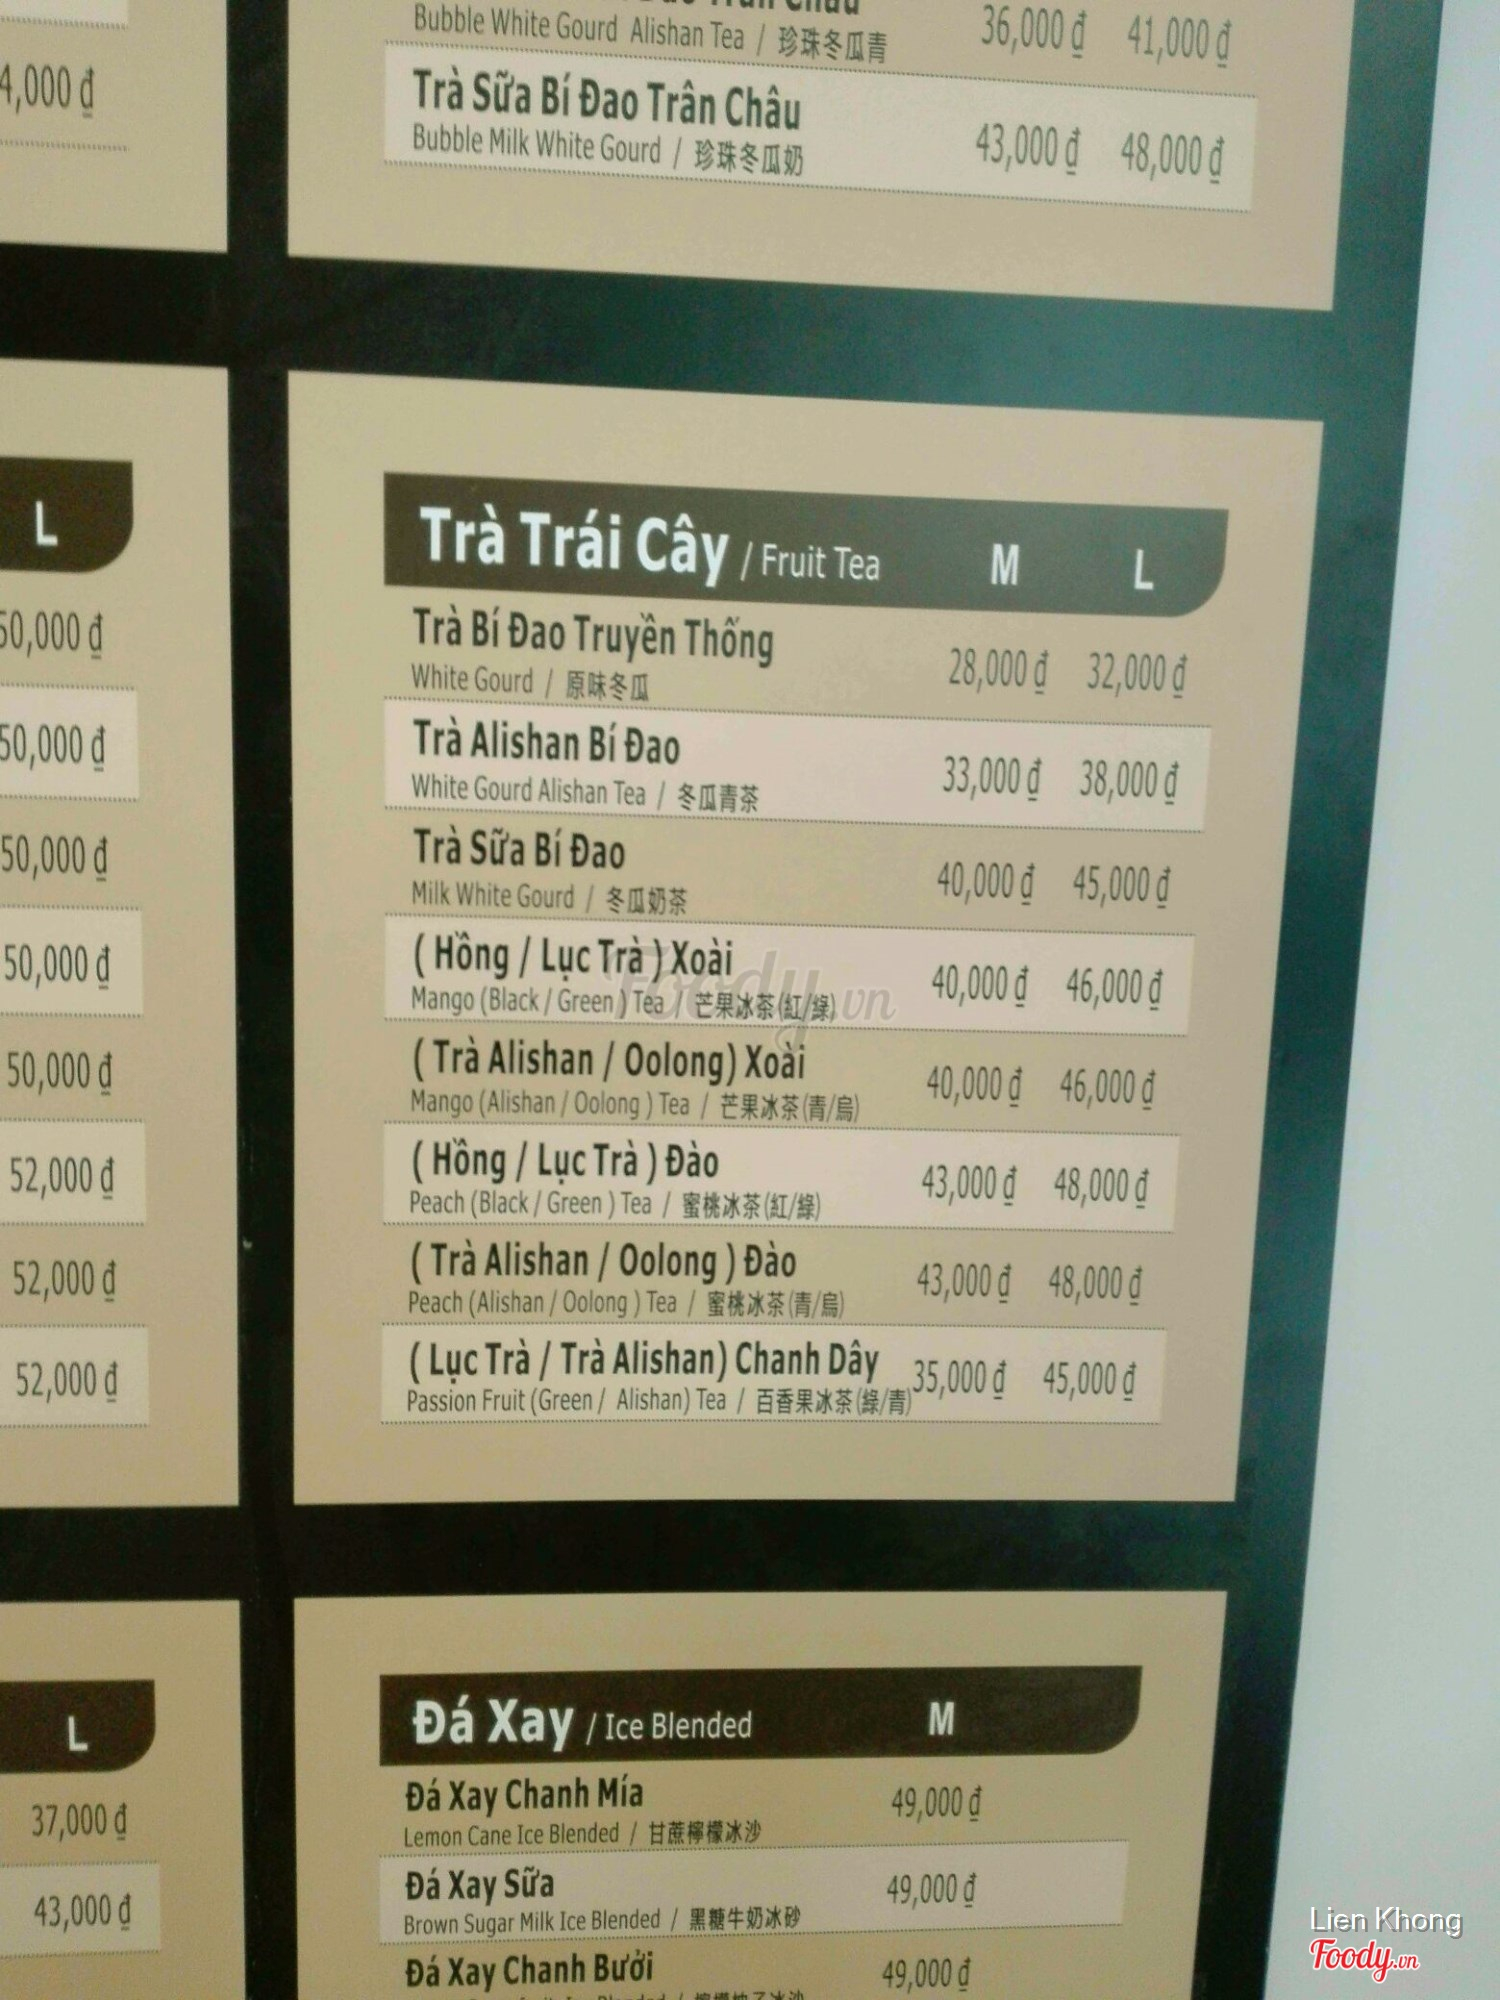 Bubble White Gourd Alishan Tea / 珍珠冬瓜青 36,000 đ 41,000 đ
Trà Sữa Bí Đao Trân Châu
Bubble Milk White Gourd / 珍珠冬瓜奶 43,000 đ 48,000 đ
4,000 đ
L
50,000 đ
50,000 đ
50,000 đ
50,000 đ
50,000 đ
52,000 đ
52,000 đ
52,000 đ
Trà Trái Cây / Fruit Tea M L
Trà Bí Đao Truyền Thống
White Gourd / 原味冬瓜 28,000 đ 32,000 đ
Trà Alishan Bí Đao
White Gourd Alishan Tea / 冬瓜青茶 33,000 đ 38,000 đ
Trà Sữa Bí Đao
Milk White Gourd / 冬瓜奶茶 40,000 đ 45,000 đ
( Hồng / Lục Trà ) Xoài
Mango (Black / Green ) Tea / 芒果冰茶(紅/綠) 40,000 đ 46,000 đ
( Trà Alishan / Oolong) Xoài
Mango (Alishan / Oolong ) Tea / 芒果冰茶(青/烏) 40,000 đ 46,000 đ
( Hồng / Lục Trà ) Đào
Peach (Black / Green ) Tea / 蜜桃冰茶(紅/綠) 43,000 đ 48,000 đ
( Trà Alishan / Oolong ) Đào
Peach (Alishan / Oolong ) Tea / 蜜桃冰茶(青/烏) 43,000 đ 48,000 đ
( Lục Trà / Trà Alishan) Chanh Dây
Passion Fruit (Green / Alishan) Tea / 百香果冰茶(綠/青) 35,000 đ 45,000 đ
Foody.vn
L
37,000 đ
43,000 đ
Đá Xay / Ice Blended M
Đá Xay Chanh Mía
Lemon Cane Ice Blended / 甘蔗檸檬冰沙 49,000 đ
Đá Xay Sữa
Brown Sugar Milk Ice Blended / 黑糖牛奶冰砂 49,000 đ
Đá Xay Chanh Bưởi 49,000 đ
Lien Khong
Foody.vn